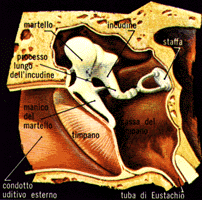 martello
incudine
staffa
processo
lungo
dell'incudine
manico
del
martello
cassa del
timpano
timpano
condotto
uditivo esterno
tuba di Eustachio